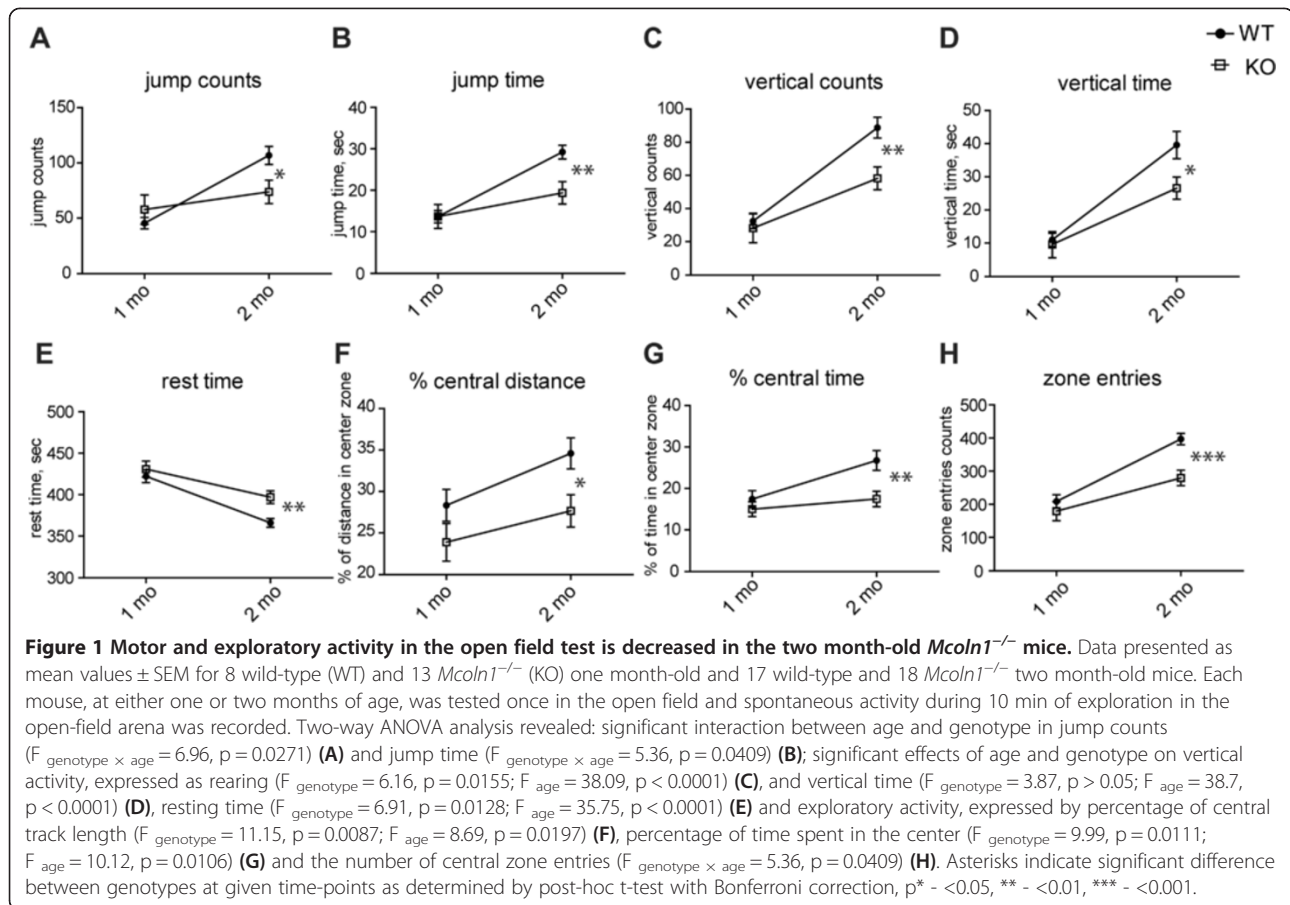 A
B
C
D
WT
KO
jump counts
jump time
vertical counts
vertical time
jump counts
150
100
50
0
*
1 mo
2 mo
jump time, sec
40
30
20
10
0
**
1 mo
2 mo
vertical counts
100
80
60
40
20
0
**
1 mo
2 mo
vertical time, sec
50
40
30
20
10
0
*
1 mo
2 mo
E
F
G
H
rest time
% central distance
% central time
zone entries
rest time, sec
500
450
400
350
300
**
1 mo
2 mo
% of distance in center zone
40
35
30
25
20
*
1 mo
2 mo
% of time in center zone
40
30
20
10
0
**
1 mo
2 mo
zone entries counts
500
400
300
200
100
0
***
1 mo
2 mo
Figure 1 Motor and exploratory activity in the open field test is decreased in the two month-old Mcoln1−/− mice. Data presented as
mean values ± SEM for 8 wild-type (WT) and 13 Mcoln1−/− (KO) one month-old and 17 wild-type and 18 Mcoln1−/− two month-old mice. Each
mouse, at either one or two months of age, was tested once in the open field and spontaneous activity during 10 min of exploration in the
open-field arena was recorded. Two-way ANOVA analysis revealed: significant interaction between age and genotype in jump counts
(F genotype × age = 6.96, p = 0.0271) (A) and jump time (F genotype × age = 5.36, p = 0.0409) (B); significant effects of age and genotype on vertical
activity, expressed as rearing (F genotype = 6.16, p = 0.0155; F age = 38.09, p < 0.0001) (C), and vertical time (F genotype = 3.87, p > 0.05; F age = 38.7,
p < 0.0001) (D), resting time (F genotype = 6.91, p = 0.0128; F age = 35.75, p < 0.0001) (E) and exploratory activity, expressed by percentage of central
track length (F genotype = 11.15, p = 0.0087; F age = 8.69, p = 0.0197) (F), percentage of time spent in the center (F genotype = 9.99, p = 0.0111;
F age = 10.12, p = 0.0106) (G) and the number of central zone entries (F genotype × age = 5.36, p = 0.0409) (H). Asterisks indicate significant difference
between genotypes at given time-points as determined by post-hoc t-test with Bonferroni correction, p* - <0.05, ** - <0.01, *** - <0.001.